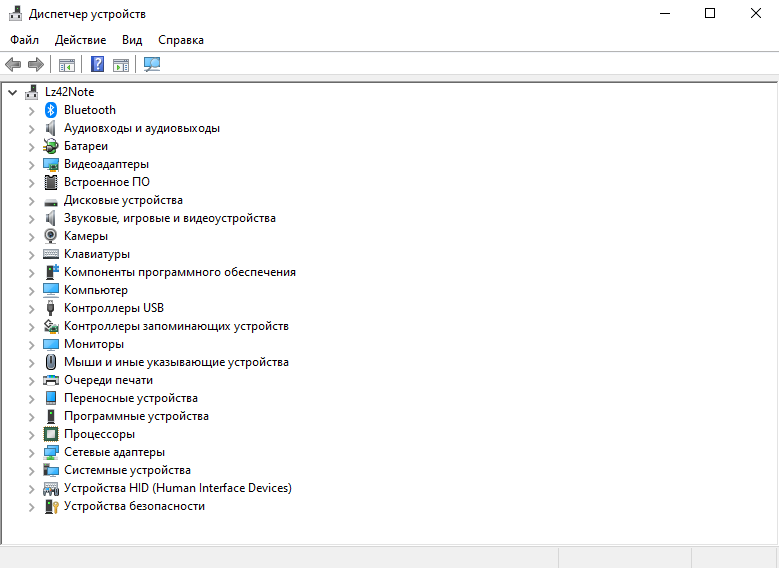 Диспетчер устройств
Файл Действие Вид Справка
Lz42Note
Bluetooth
Аудиовходы и аудиовыходы
Батареи
Видеоадаптеры
Встроенное ПО
Дисковые устройства
Звуковые, игровые и видеоустройства
Камеры
Клавиатуры
Компоненты программного обеспечения
Компьютер
Контроллеры USB
Контроллеры запоминающих устройств
Мониторы
Мыши и иные указывающие устройства
Очереди печати
Переносные устройства
Программные устройства
Процессоры
Сетевые адаптеры
Системные устройства
Устройства HID (Human Interface Devices)
Устройства безопасности